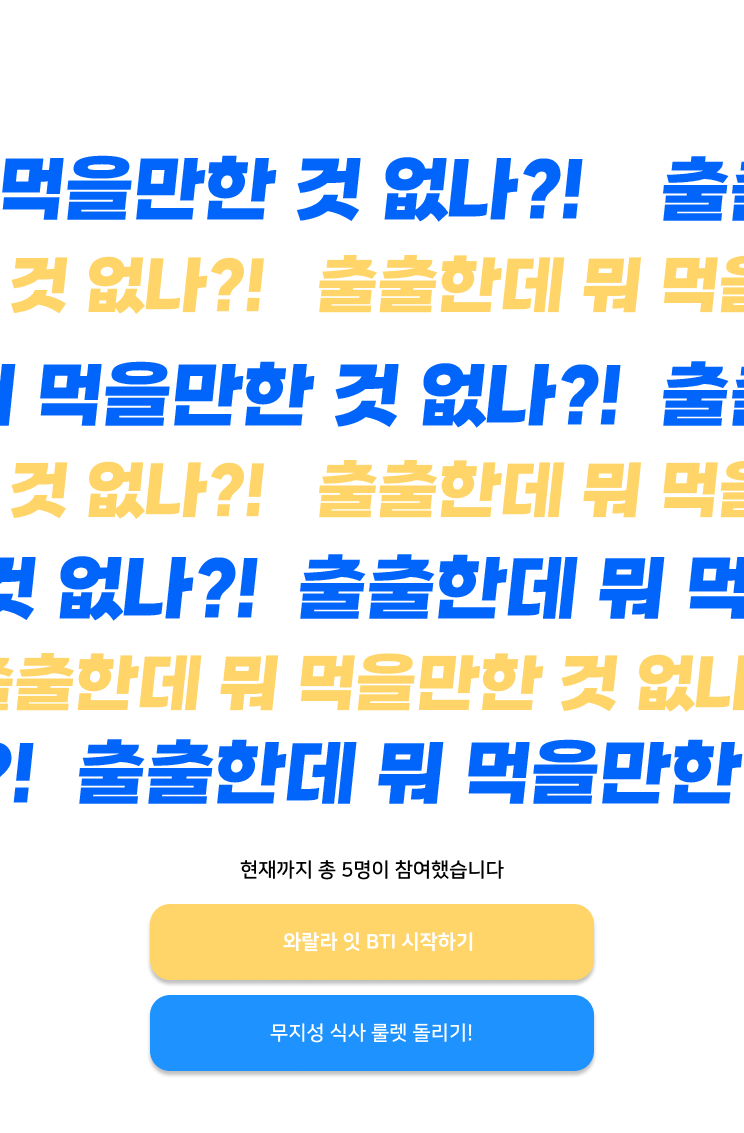 먹을만한 것 없나?! 출출
것 없나?! 출출한데 뭐 먹을
뭐 먹을만한 것 없나?! 출출
것 없나?! 출출한데 뭐 먹을
것 없나?! 출출한데 뭐 먹
출출한데 뭐 먹을만한 것 없나
?! 출출한데 뭐 먹을만한
현재까지 총 5명이 참여했습니다
와랄라 잇 BTI 시작하기
무지성 식사 룰렛 돌리기!